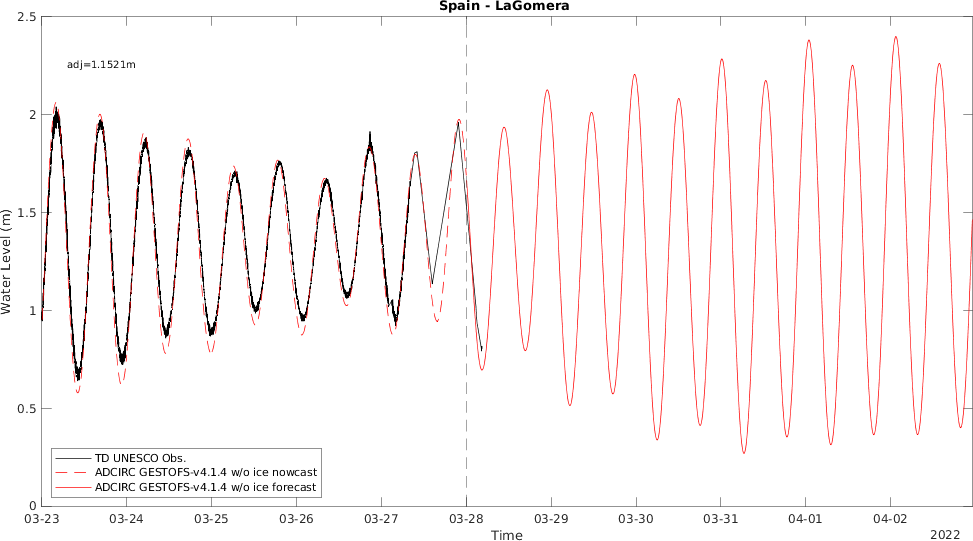 Spain - LaGomera
adj=1.1521m
Water Level (m)
2.5
2
1.5
1
0.5
0
TD UNESCO Obs.
ADCIRC GESTOFS-v4.1.4 w/o ice nowcast
ADCIRC GESTOFS-v4.1.4 w/o ice forecast
03-23 03-24 03-25 03-26 03-27 03-28 03-29 03-30 03-31 04-01 04-02
Time
2022